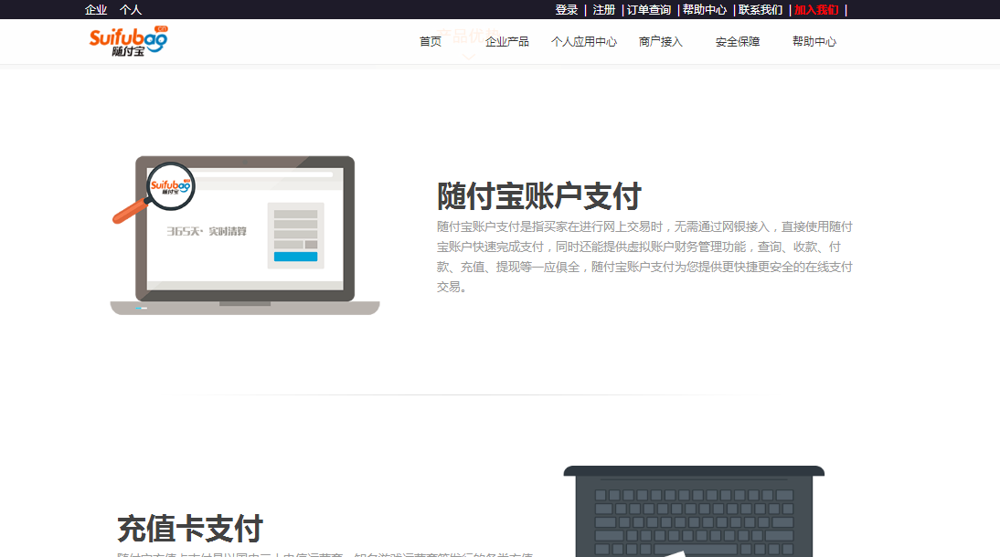 企业 个人 登录 | 注册 | 订单查询 | 帮助中心 | 联系我们 | 加入我们 |
Suifubao .cn
随付宝
首页 企业产品 个人应用中心 商户接入 安全保障 帮助中心
产品优势
Suifubao
随付宝
365天·实时清算
随付宝账户支付
随付宝账户支付是指买家在进行网上交易时，无需通过网银接入，直接使用随付
宝账户快速完成支付，同时还能提供虚拟账户财务管理功能，查询、收款、付
款、充值、提现等一应俱全，随付宝账户支付为您提供更快捷更安全的在线支付
交易。
充值卡支付